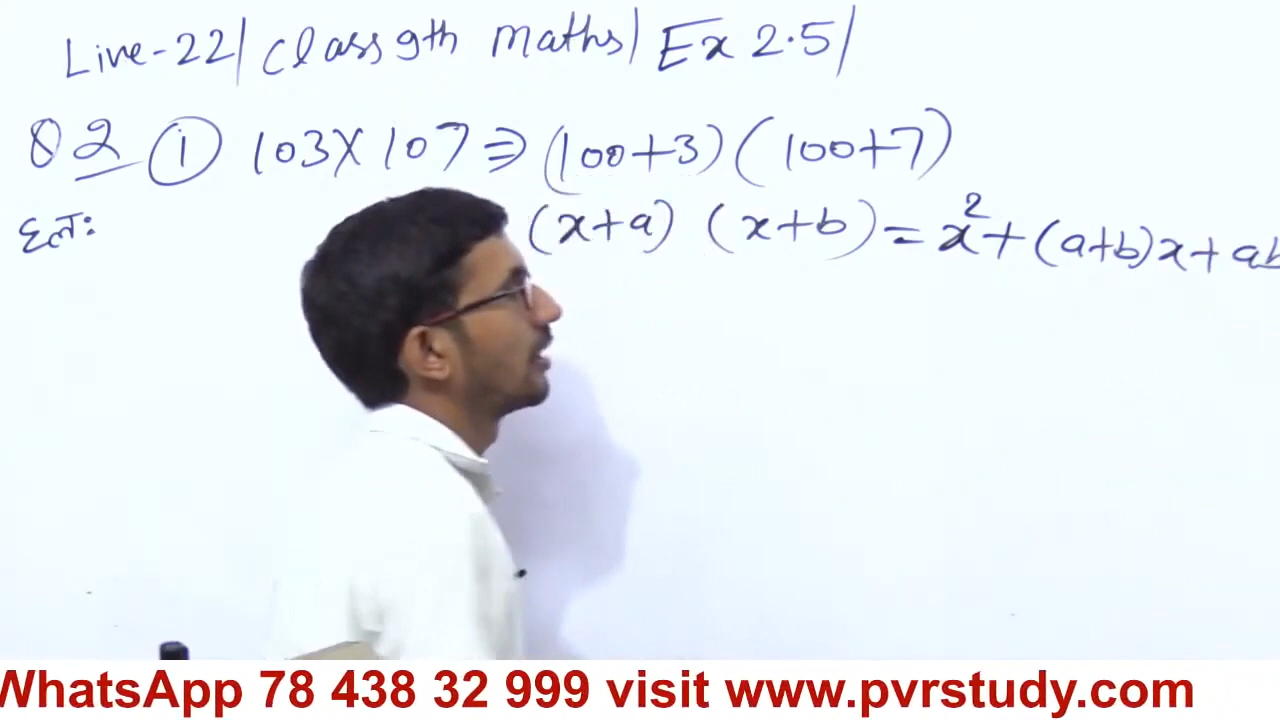 Live-22| Class 9th maths| Ex 2.5|
Q 2 ① 103 X 107 ⇒ (100+3) (100+7)
हल: (x+a) (x+b) = x² + (a+b)x + ab
WhatsApp 78 438 32 999 visit www.pvrstudy.com